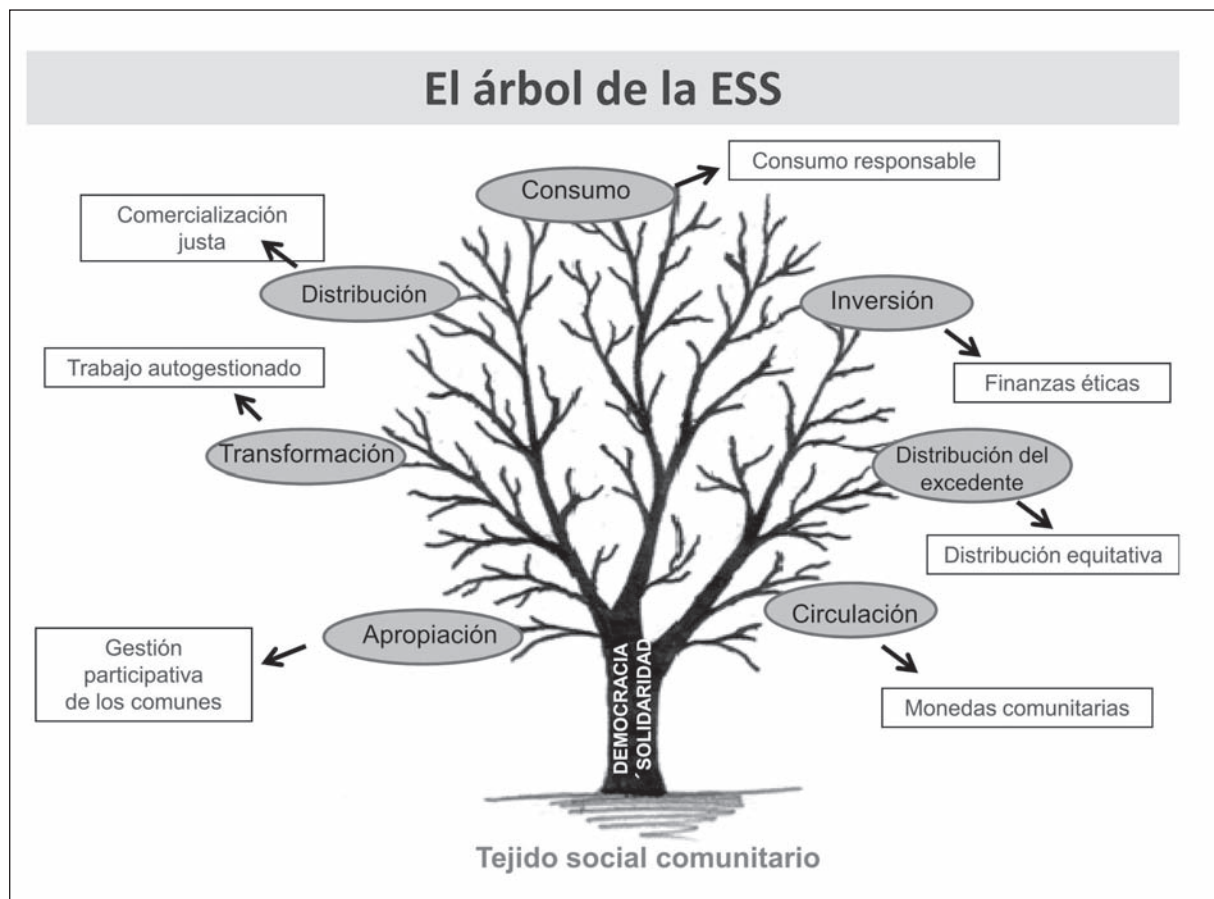 El árbol de la ESS
Consumo responsable
Consumo
Comercialización
justa
Distribución
Inversión
Trabajo autogestionado
Finanzas éticas
Transformación
Distribución del
excedente
Distribución equitativa
Apropiación
Circulación
Gestión
participativa
de los comunes
Monedas comunitarias
DEMOCRACIA
´SOLIDARIDAD
Tejido social comunitario